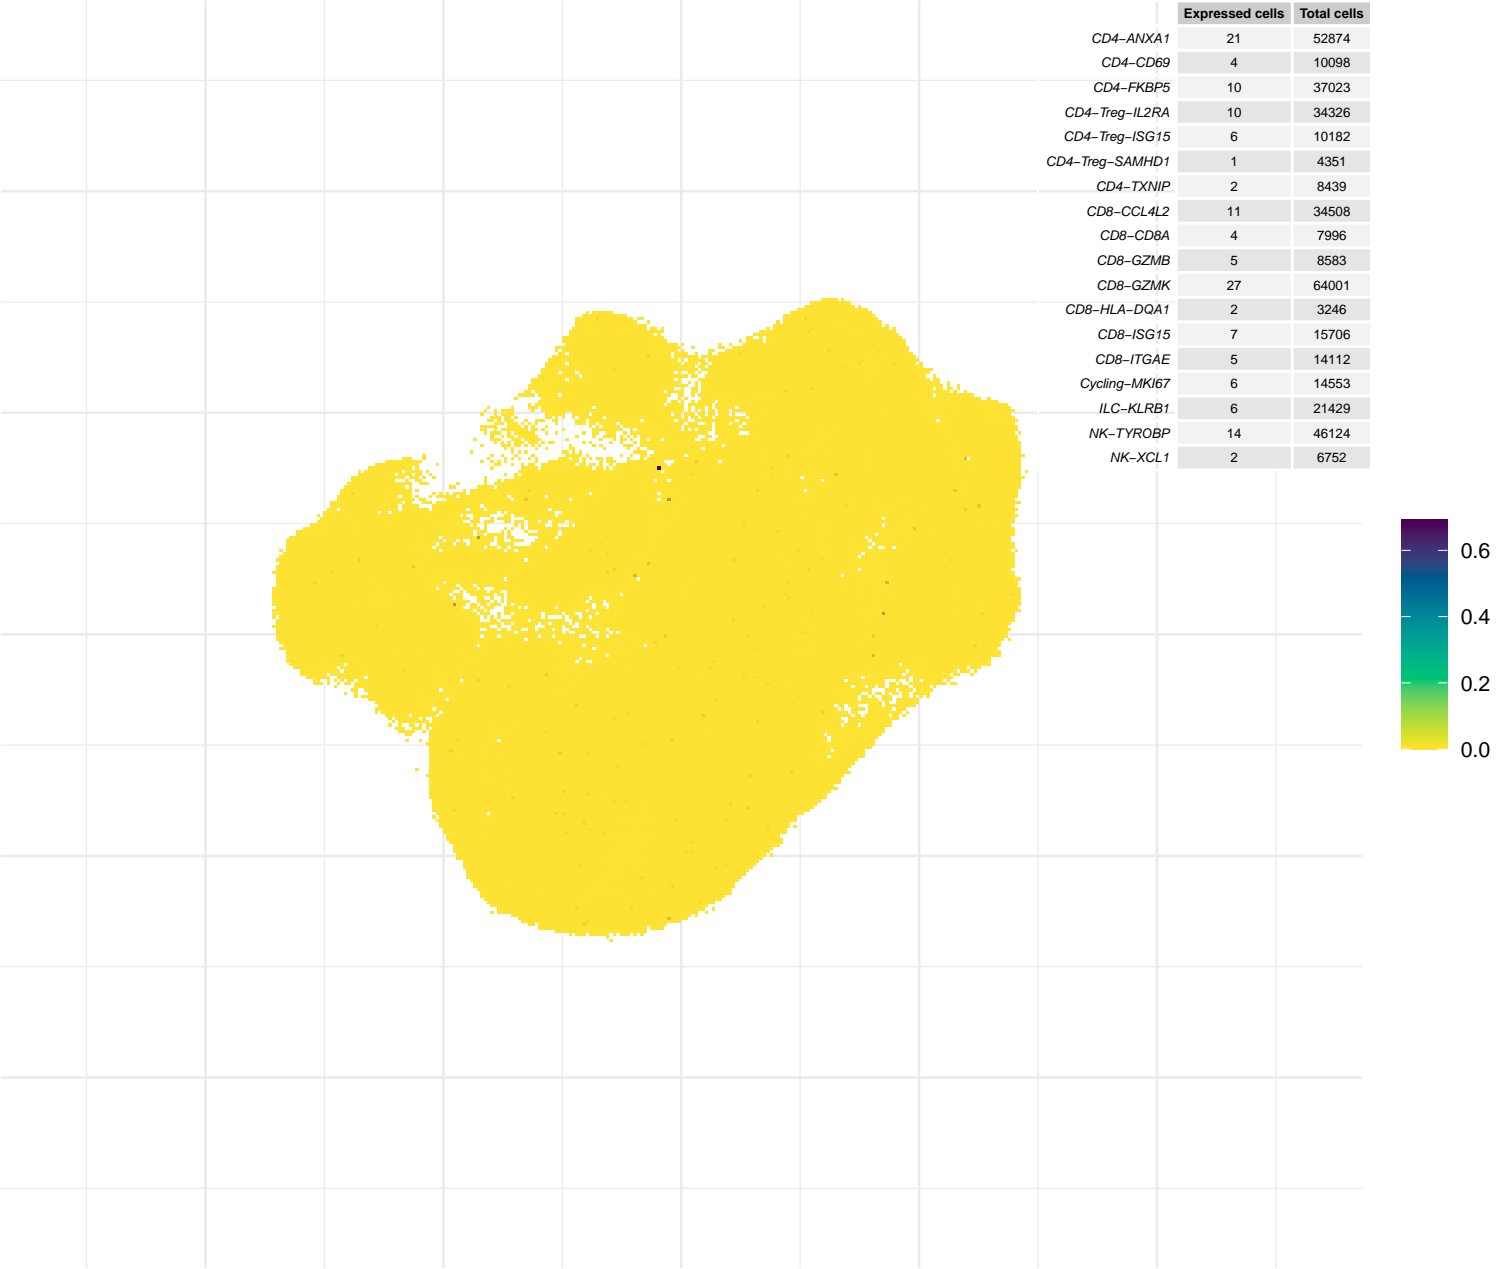 Expressed cells Total cells
CD4−ANXA1 21 52874
CD4−CD69 4 10098
CD4−FKBP5 10 37023
CD4−Treg−IL2RA 10 34326
CD4−Treg−ISG15 6 10182
CD4−Treg−SAMHD1 1 4351
CD4−TXNIP 2 8439
CD8−CCL4L2 11 34508
CD8−CD8A 4 7996
CD8−GZMB 5 8583
CD8−GZMK 27 64001
CD8−HLA−DQA1 2 3246
CD8−ISG15 7 15706
CD8−ITGAE 5 14112
Cycling−MKI67 6 14553
ILC−KLRB1 6 21429
NK−TYROBP 14 46124
NK−XCL1 2 6752
0.6
0.4
0.2
0.0